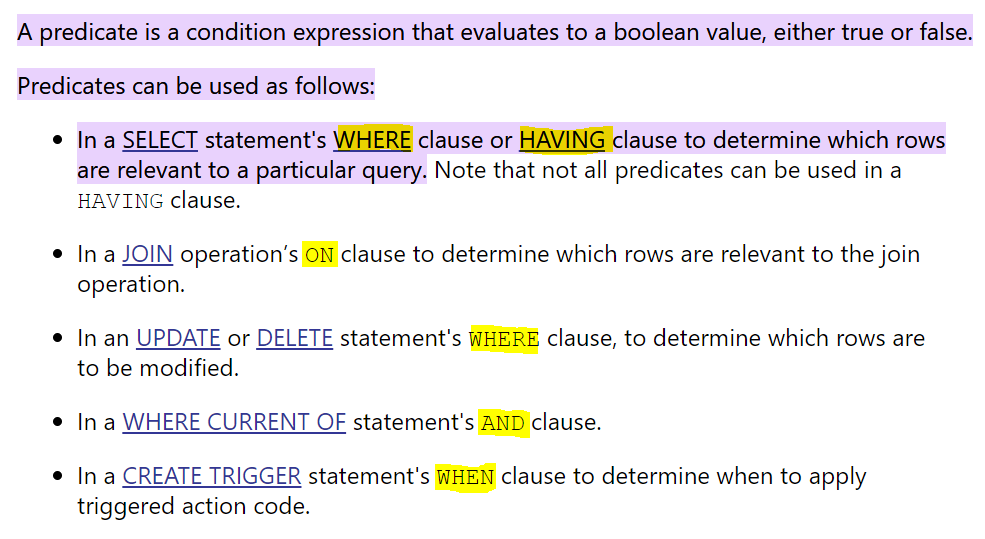 A predicate is a condition expression that evaluates to a boolean value, either true or false.
Predicates can be used as follows:
• In a SELECT statement's WHERE clause or HAVING clause to determine which rows
are relevant to a particular query. Note that not all predicates can be used in a
HAVING clause.
• In a JOIN operation’s ON clause to determine which rows are relevant to the join
operation.
• In an UPDATE or DELETE statement's WHERE clause, to determine which rows are
to be modified.
• In a WHERE CURRENT OF statement's AND clause.
• In a CREATE TRIGGER statement's WHEN clause to determine when to apply
triggered action code.